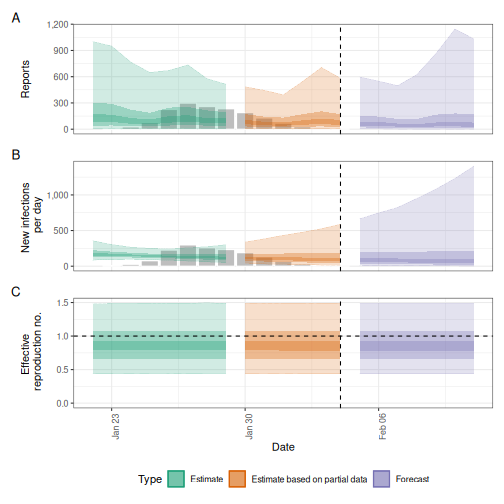 A
Reports
1,200
900
600
300
0
B
New infections
per day
1,000
500
0
C
Effective
reproduction no.
1.5
1.0
0.5
0.0
Jan 23
Jan 30
Feb 06
Date
Type
Estimate
Estimate based on partial data
Forecast